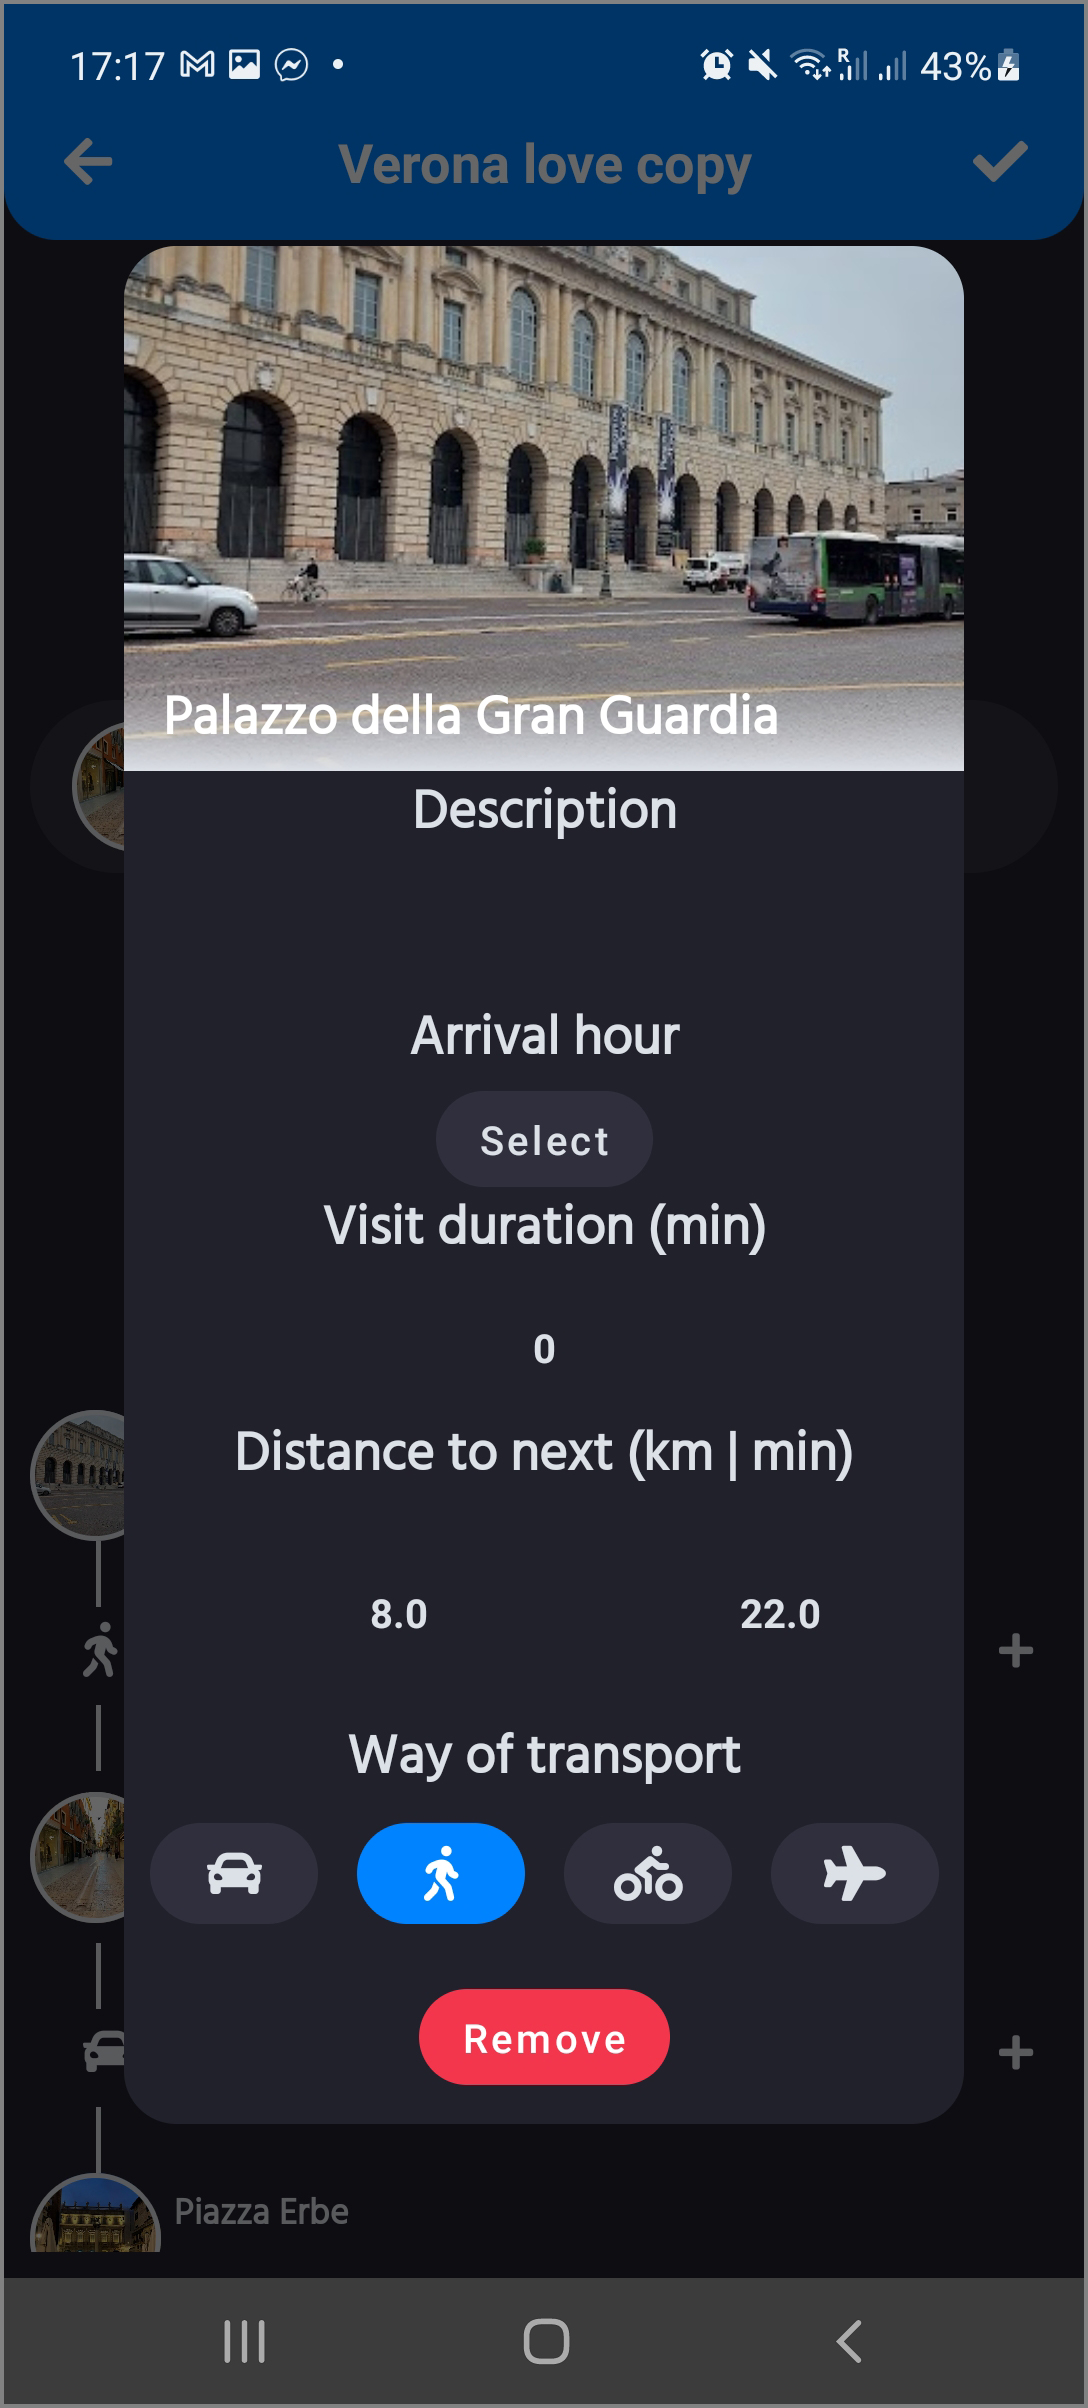 17:17
R
43%
Verona love copy
Palazzo della Gran Guardia
Description
Arrival hour
Select
Visit duration (min)
0
Distance to next (km | min)
8.0 22.0
Way of transport
Remove
Piazza Erbe